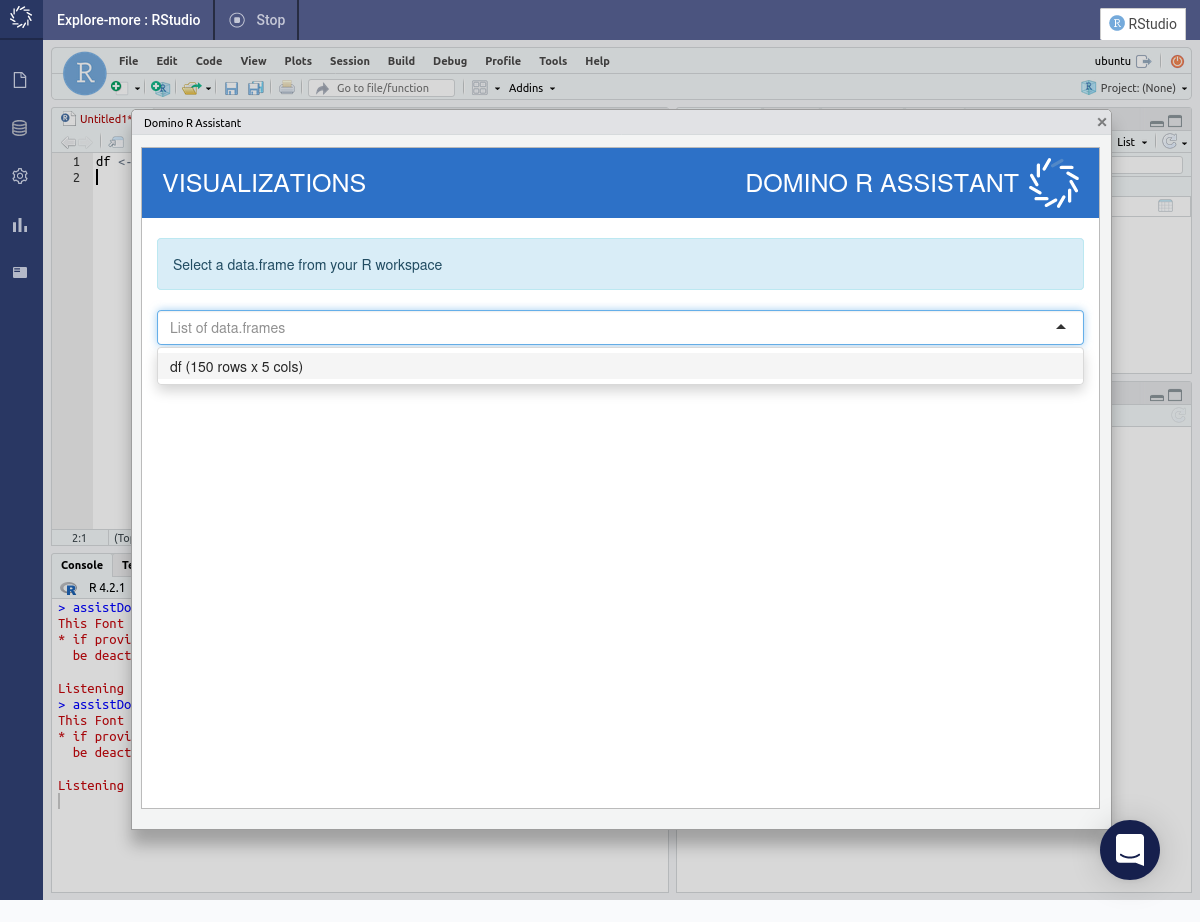 Explore-more : RStudio
Stop
R RStudio
R
File Edit Code View Plots Session Build Debug Profile Tools Help
ubuntu
Go to file/function
Addins
Project: (None)
Untitled1*
Domino R Assistant
List
1 df <-
2
VISUALIZATIONS
DOMINO R ASSISTANT
Select a data.frame from your R workspace
List of data.frames
df (150 rows x 5 cols)
2:1
(To
Console
Te
R 4.2.1
> assistDo
This Font
* if provi
be deact
Listening
> assistDo
This Font
* if provi
be deact
Listening